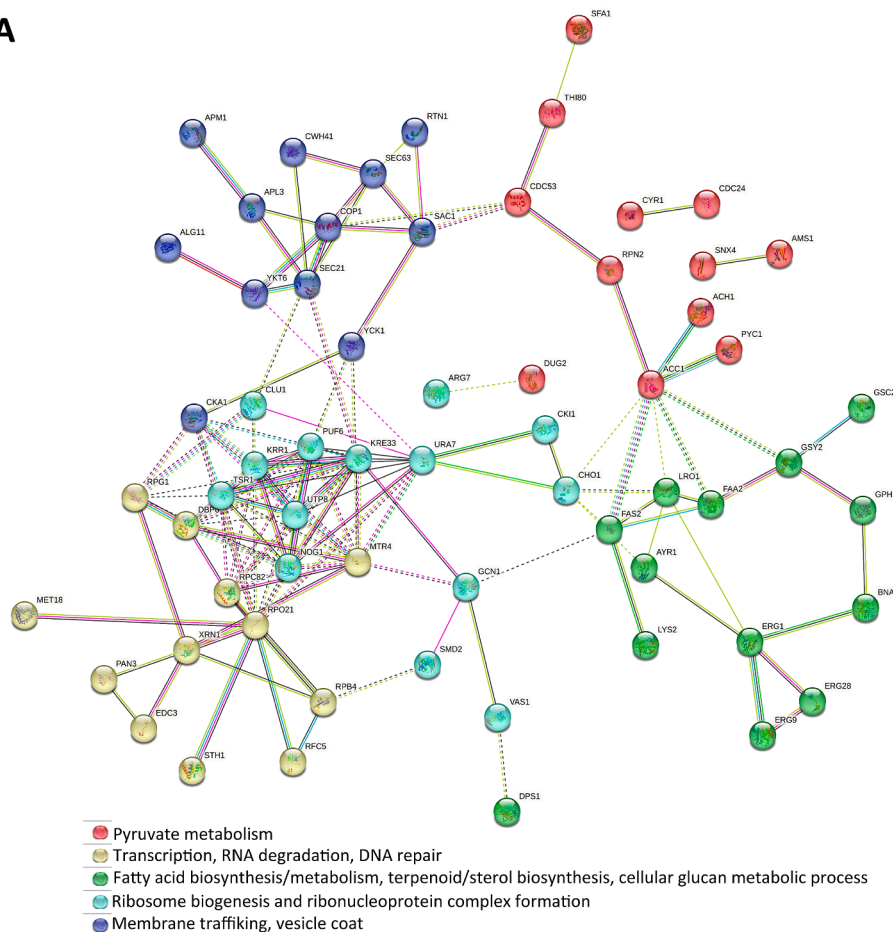 A
SFA1
THI80
APM1
RTN1
CWH41
SEC63
CDC53
CDC24
CYR1
APL3
COP1
SAC1
AMS1
SNX4
ALG11
RPN2
SEC21
YKT6
ACH1
PYC1
YCK1
ACC1
DUG2
ARG7
CLU1
GSC2
CKA1
CKI1
PUF6
KRE33
URA7
GSY2
KRR1
CHO1
LRO1
FAA2
TSR1
RPG1
UTP8
FAS2
GPH
MTR4
NOG1
AYR1
RPC82
GCN1
BNA
MET18
RPO21
ERG1
XRN1
LYS2
SMD2
PAN3
RPB4
ERG28
VAS1
EDC3
ERG9
STH1
RFC5
DPS1
Pyruvate metabolism
Transcription, RNA degradation, DNA repair
Fatty acid biosynthesis/metabolism, terpenoid/sterol biosynthesis, cellular glucan metabolic process
Ribosome biogenesis and ribonucleoprotein complex formation
Membrane traffiking, vesicle coat